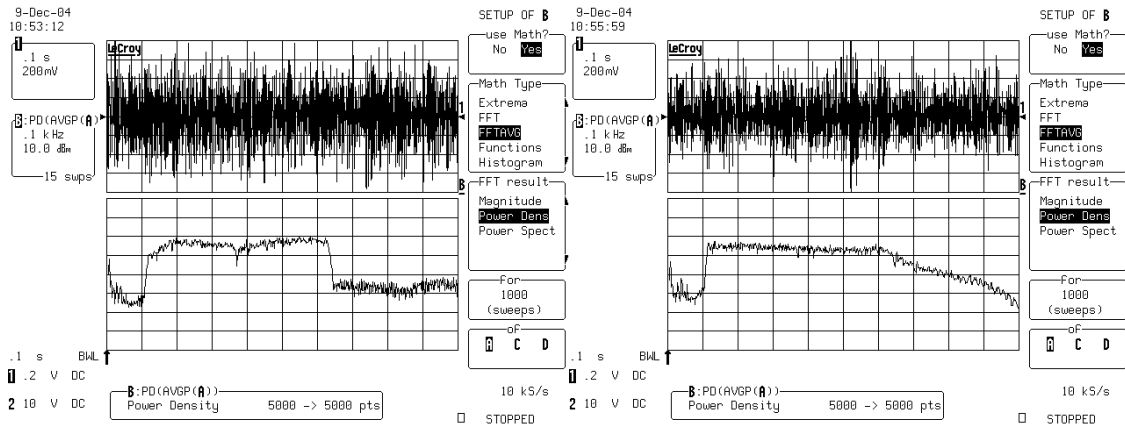 9-Dec-04
10:53:12
1
.1 s
200mV
B:PD(AVGP(A)
.1 kHz
10.0 dBm
15 swps
LeCroy
1
B
SETUP OF B
use Math?
No Yes
Math Type
Extrema
FFT
FFTAVG
Functions
Histogram
FFT result
Magnitude
Power Dens
Power Spect
for
1000
(sweeps)
of
A C D
.1 s BWL
1 .2 V DC
2 10 V DC
B:PD(AVGP(A))
Power Density 5000 -> 5000 pts
10 kS/s
STOPPED
9-Dec-04
10:55:59
1
.1 s
200mV
B:PD(AVGP(A)
.1 kHz
10.0 dBm
15 swps
LeCroy
1
B
SETUP OF B
use Math?
No Yes
Math Type
Extrema
FFT
FFTAVG
Functions
Histogram
FFT result
Magnitude
Power Dens
Power Spect
for
1000
(sweeps)
of
A C D
.1 s BWL
1 .2 V DC
2 10 V DC
B:PD(AVGP(A))
Power Density 5000 -> 5000 pts
10 kS/s
STOPPED